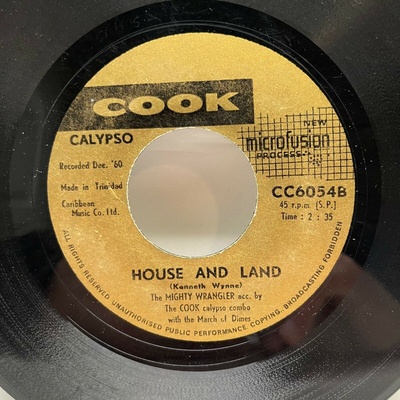 COOK
CALYPSO
NEW
microfusion
PROCESS
Recorded Dec. '60
Made in Trinidad
Caribbean
Music Co. Ltd.
CC6054B
45 r.p.m. [S.P.]
Time : 2 : 35
HOUSE AND LAND
(Kenneth Wynne)
The MIGHTY WRANGLER acc. by
The COOK calypso combo
with the March of Dimes
ALL RIGHTS RESERVED UNAUTHORISED PUBLIC PERFORMANCE COPYING, BROADCASTING FORBIDDEN